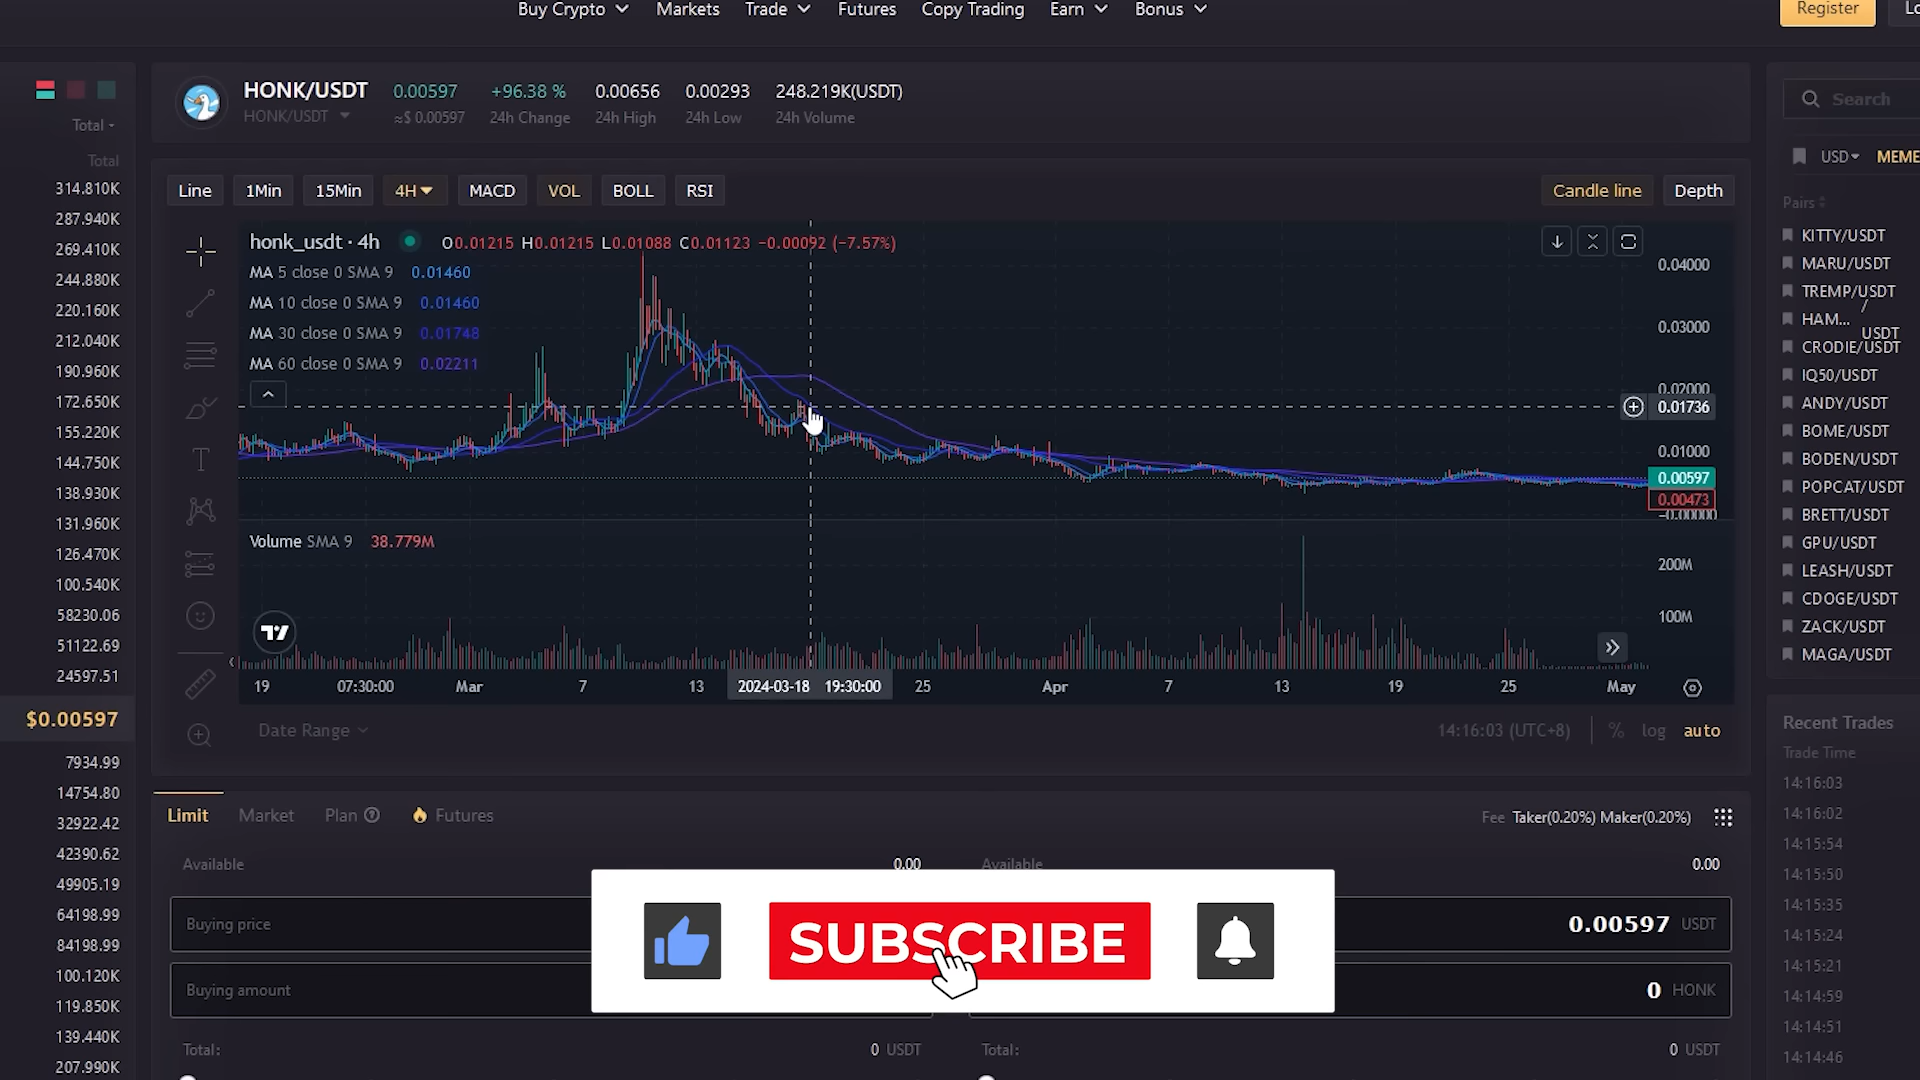 Buy Crypto Markets Trade Futures Copy Trading Earn Bonus Register
HONK/USDT 0.00597 +96.38 % 0.00656 0.00293 248.219K(USDT)
HONK/USDT ≈$ 0.00597 24h Change 24h High 24h Low 24h Volume
Total
Total
314.810K
287.940K
269.410K
244.880K
220.160K
212.040K
190.960K
172.650K
155.220K
144.750K
138.930K
131.960K
126.470K
100.540K
58230.06
51122.69
24597.51
$0.00597
7934.99
14754.80
32922.42
42390.62
49905.19
64198.99
84198.99
100.120K
119.850K
139.440K
207.990K
Line 1Min 15Min 4H MACD VOL BOLL RSI Candle line Depth
honk_usdt · 4h O0.01215 H0.01215 L0.01088 C0.01123 −0.00092 (−7.57%)
MA 5 close 0 SMA 9 0.01460
MA 10 close 0 SMA 9 0.01460
MA 30 close 0 SMA 9 0.01748
MA 60 close 0 SMA 9 0.02211
0.04000
0.03000
0.02000
0.01736
0.01000
0.00597
0.00473
−0.00000
Volume SMA 9 38.779M
200M
100M
19 07:30:00 Mar 7 13 2024-03-18 19:30:00 25 Apr 7 13 19 25 May
Date Range 14:16:03 (UTC+8) % log auto
Limit Market Plan Futures Fee Taker(0.20%) Maker(0.20%)
Available 0.00 Available 0.00
Buying price 0.00597 USDT
SUBSCRIBE
Buying amount 0 HONK
Total: 0 USDT Total: 0 USDT
Search
USD MEME
Pairs
KITTY/USDT
MARU/USDT
TREMP/USDT
HAM... / USDT
CRODIE/USDT
IQ50/USDT
ANDY/USDT
BOME/USDT
BODEN/USDT
POPCAT/USDT
BRETT/USDT
GPU/USDT
LEASH/USDT
CDOGE/USDT
ZACK/USDT
MAGA/USDT
Recent Trades
Trade Time
14:16:03
14:16:02
14:15:54
14:15:50
14:15:35
14:15:24
14:15:21
14:14:59
14:14:51
14:14:46